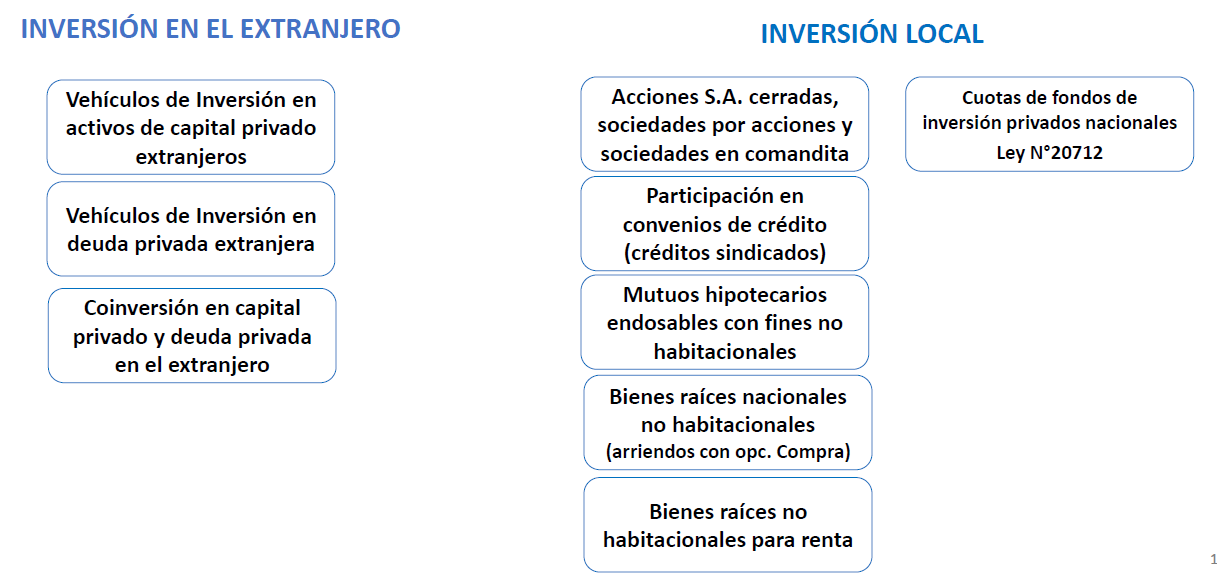 INVERSIÓN EN EL EXTRANJERO
Vehículos de Inversión en
activos de capital privado
extranjeros
Vehículos de Inversión en
deuda privada extranjera
Coinversión en capital
privado y deuda privada
en el extranjero
INVERSIÓN LOCAL
Acciones S.A. cerradas,
sociedades por acciones y
sociedades en comandita
Participación en
convenios de crédito
(créditos sindicados)
Mutuos hipotecarios
endosables con fines no
habitacionales
Bienes raíces nacionales
no habitacionales
(arriendos con opc. Compra)
Bienes raíces no
habitacionales para renta
Cuotas de fondos de
inversión privados nacionales
Ley N°20712
1